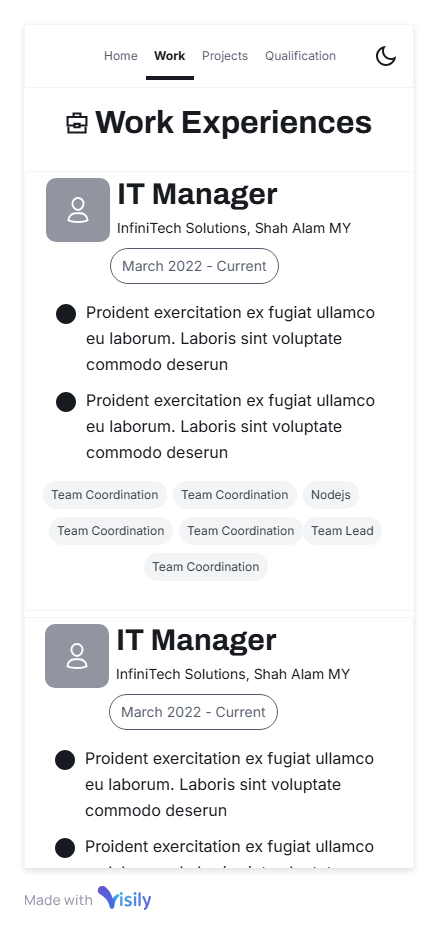 Home Work Projects Qualification
Work Experiences
IT Manager
InfiniTech Solutions, Shah Alam MY
March 2022 - Current
Proident exercitation ex fugiat ullamco
eu laborum. Laboris sint voluptate
commodo deserun
Proident exercitation ex fugiat ullamco
eu laborum. Laboris sint voluptate
commodo deserun
Team Coordination Team Coordination Nodejs
Team Coordination Team Coordination Team Lead
Team Coordination
IT Manager
InfiniTech Solutions, Shah Alam MY
March 2022 - Current
Proident exercitation ex fugiat ullamco
eu laborum. Laboris sint voluptate
commodo deserun
Proident exercitation ex fugiat ullamco
Made with Visily